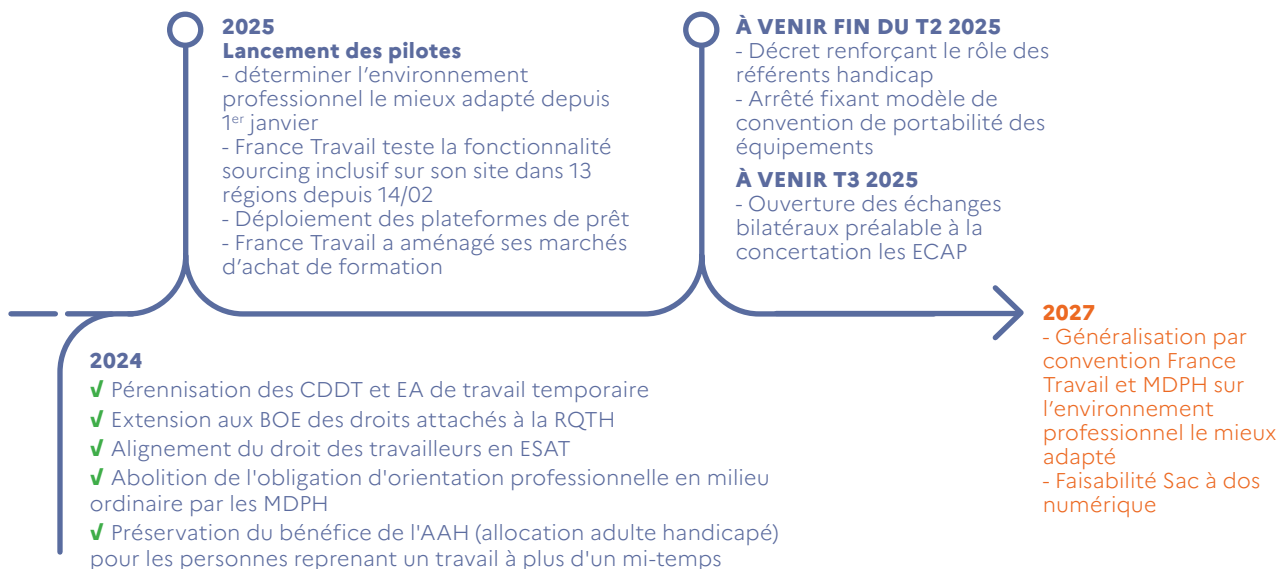 2025
Lancement des pilotes
- déterminer l’environnement
professionnel le mieux adapté depuis
1er janvier
- France Travail teste la fonctionnalité
sourcing inclusif sur son site dans 13
régions depuis 14/02
- Déploiement des plateformes de prêt
- France Travail a aménagé ses marchés
d’achat de formation
À VENIR FIN DU T2 2025
- Décret renforçant le rôle des
référents handicap
- Arrêté fixant modèle de
convention de portabilité des
équipements
À VENIR T3 2025
- Ouverture des échanges
bilatéraux préalable à la
concertation les ECAP
2024
√ Pérennisation des CDDT et EA de travail temporaire
√ Extension aux BOE des droits attachés à la RQTH
√ Alignement du droit des travailleurs en ESAT
√ Abolition de l'obligation d'orientation professionnelle en milieu
ordinaire par les MDPH
√ Préservation du bénéfice de l'AAH (allocation adulte handicapé)
pour les personnes reprenant un travail à plus d'un mi-temps
2027
- Généralisation par
convention France
Travail et MDPH sur
l’environnement
professionnel le mieux
adapté
- Faisabilité Sac à dos
numérique